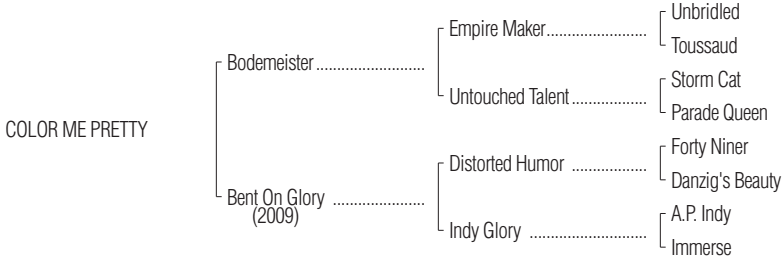 Unbridled
Empire Maker........................
Toussaud
Bodemeister..........................
Storm Cat
Untouched Talent..................
Parade Queen
COLOR ME PRETTY
Forty Niner
Distorted Humor ..................
Danzig's Beauty
Bent On Glory ......................
(2009)
A.P. Indy
Indy Glory ............................
Immerse